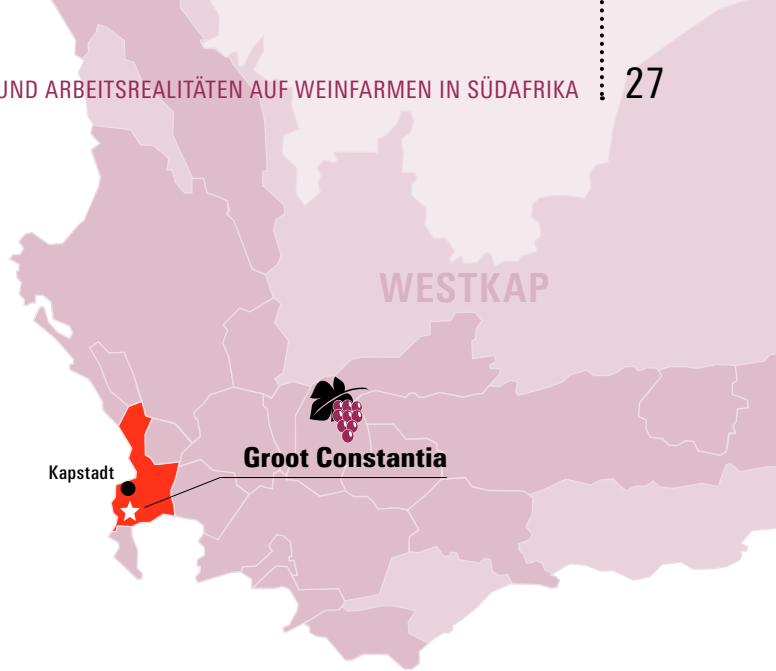 UND ARBEITSREALITÄTEN AUF WEINFARMEN IN SÜDAFRIKA 27
WESTKAP
Groot Constantia
Kapstadt